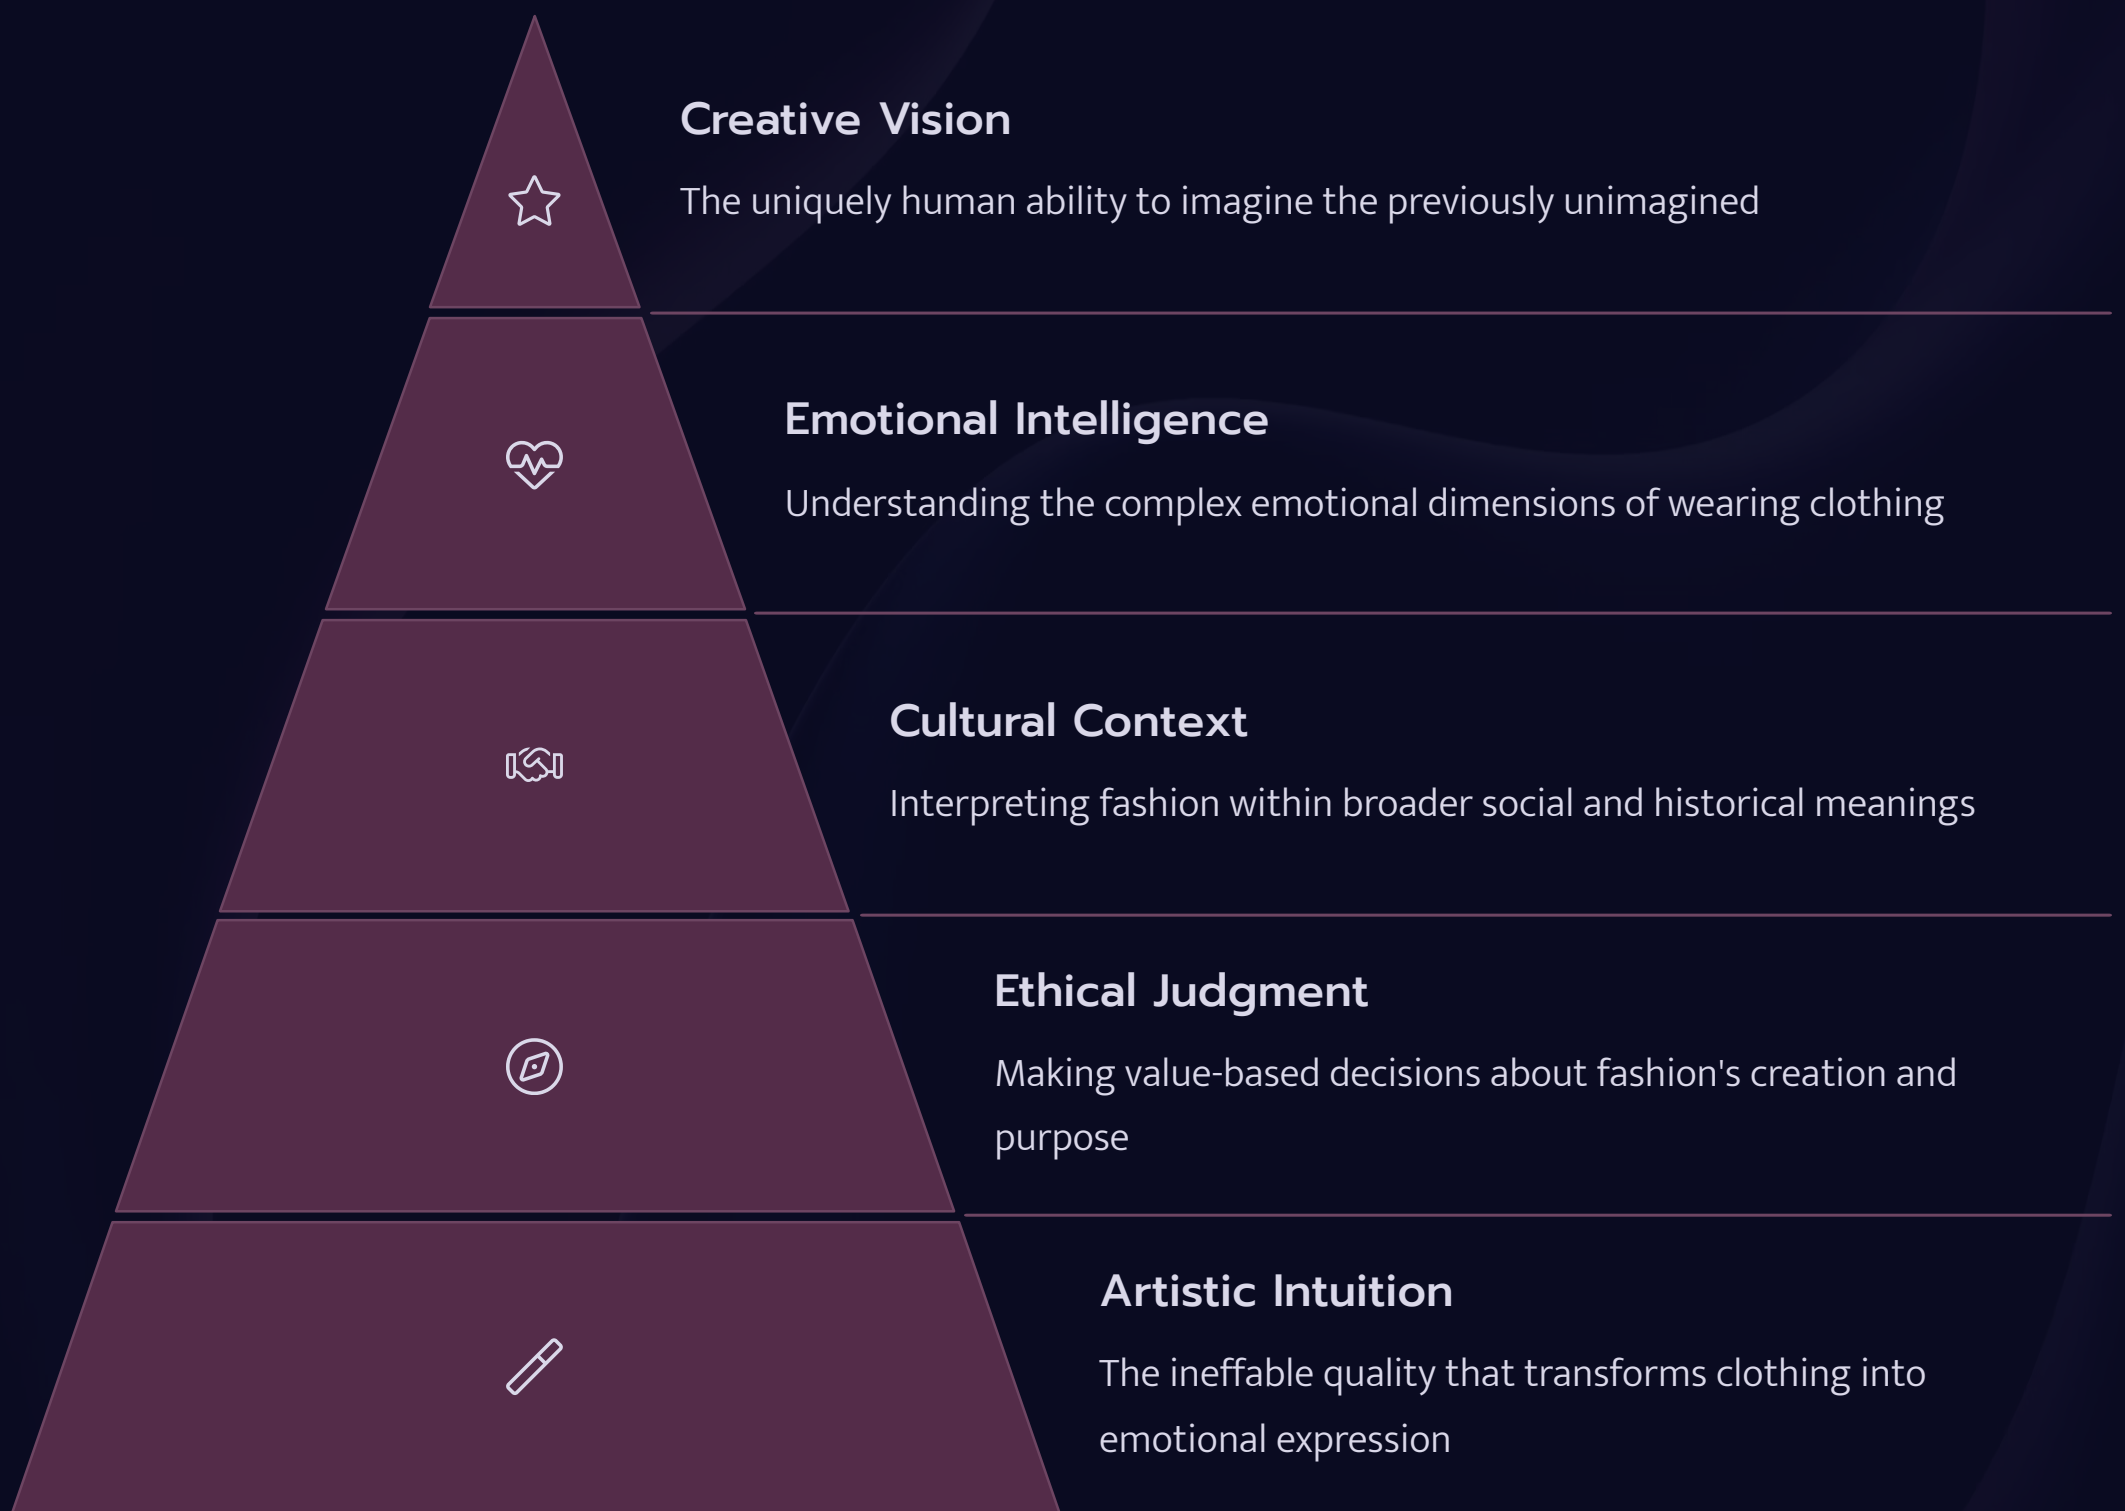 Creative Vision
The uniquely human ability to imagine the previously unimagined
Emotional Intelligence
Understanding the complex emotional dimensions of wearing clothing
Cultural Context
Interpreting fashion within broader social and historical meanings
Ethical Judgment
Making value-based decisions about fashion's creation and
purpose
Artistic Intuition
The ineffable quality that transforms clothing into
emotional expression